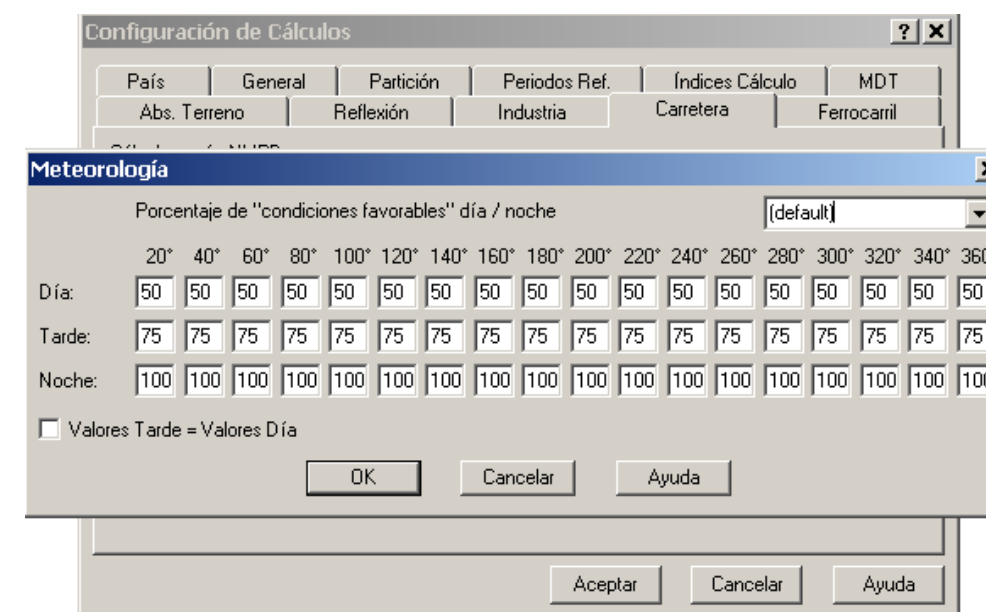 Configuración de Cálculos
País General Partición Periodos Ref. Índices Cálculo MDT
Abs. Terreno Reflexión Industria Carretera Ferrocarril
Meteorología
Porcentaje de "condiciones favorables" día / noche (default)
20° 40° 60° 80° 100° 120° 140° 160° 180° 200° 220° 240° 260° 280° 300° 320° 340° 360
Día: 50 50 50 50 50 50 50 50 50 50 50 50 50 50 50 50 50 50
Tarde: 75 75 75 75 75 75 75 75 75 75 75 75 75 75 75 75 75 75
Noche: 100 100 100 100 100 100 100 100 100 100 100 100 100 100 100 100 100 100
Valores Tarde = Valores Día
OK Cancelar Ayuda
Aceptar Cancelar Ayuda